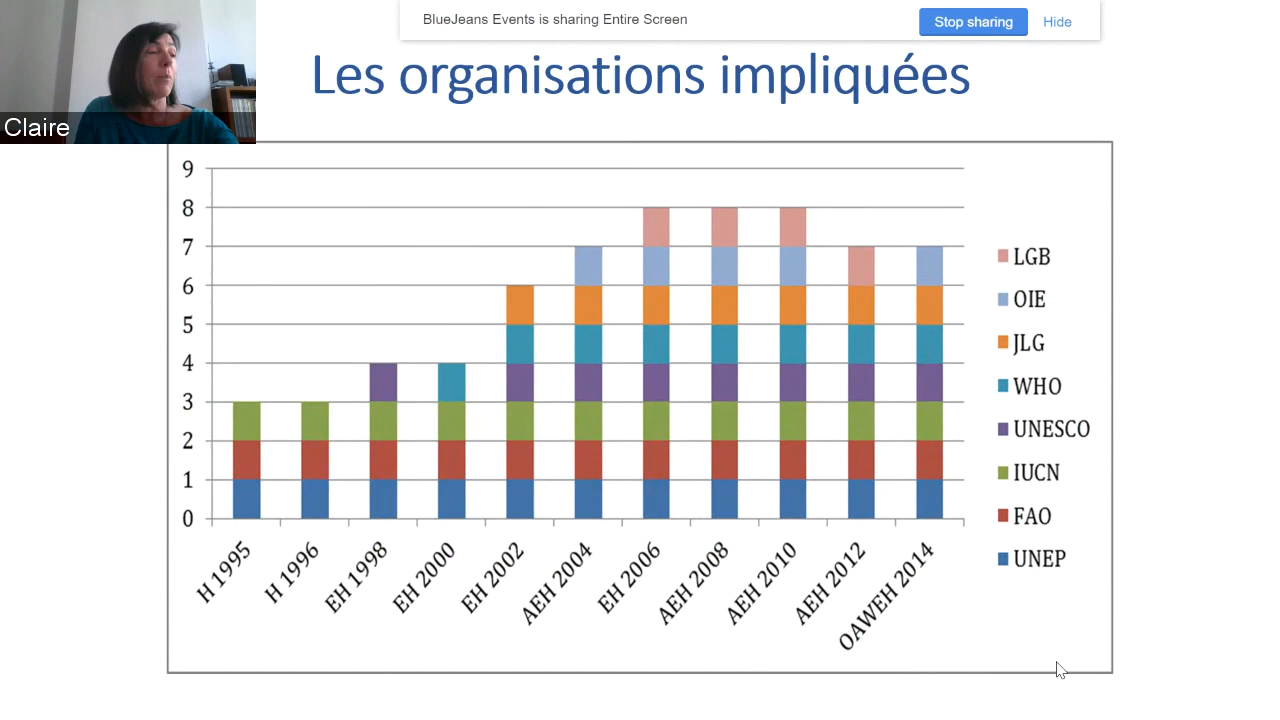 BlueJeans Events is sharing Entire Screen
Stop sharing
Hide
Les organisations impliquées
Claire
9
8
7
6
5
4
3
2
1
0
H 1995
H 1996
EH 1998
EH 2000
EH 2002
AEH 2004
EH 2006
AEH 2008
AEH 2010
AEH 2012
OAWEH 2014
LGB
OIE
JLG
WHO
UNESCO
IUCN
FAO
UNEP